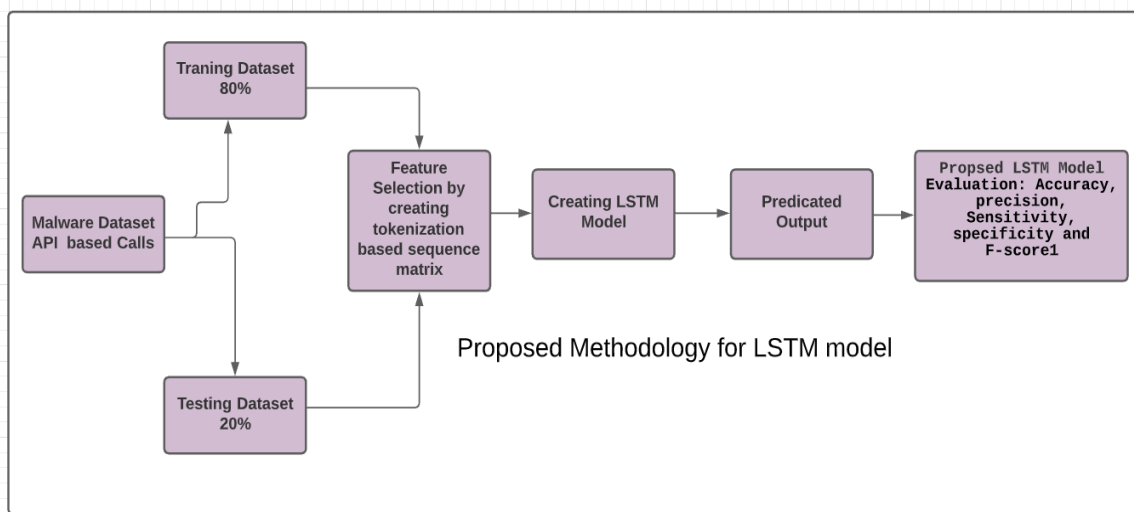 Traning Dataset
80%
Malware Dataset
API based Calls
Testing Dataset
20%
Feature
Selection by
creating
tokenization
based sequence
matrix
Creating LSTM
Model
Predicated
Output
Propsed LSTM Model
Evaluation: Accuracy,
precision,
Sensitivity,
specificity and
F-score1
Proposed Methodology for LSTM model